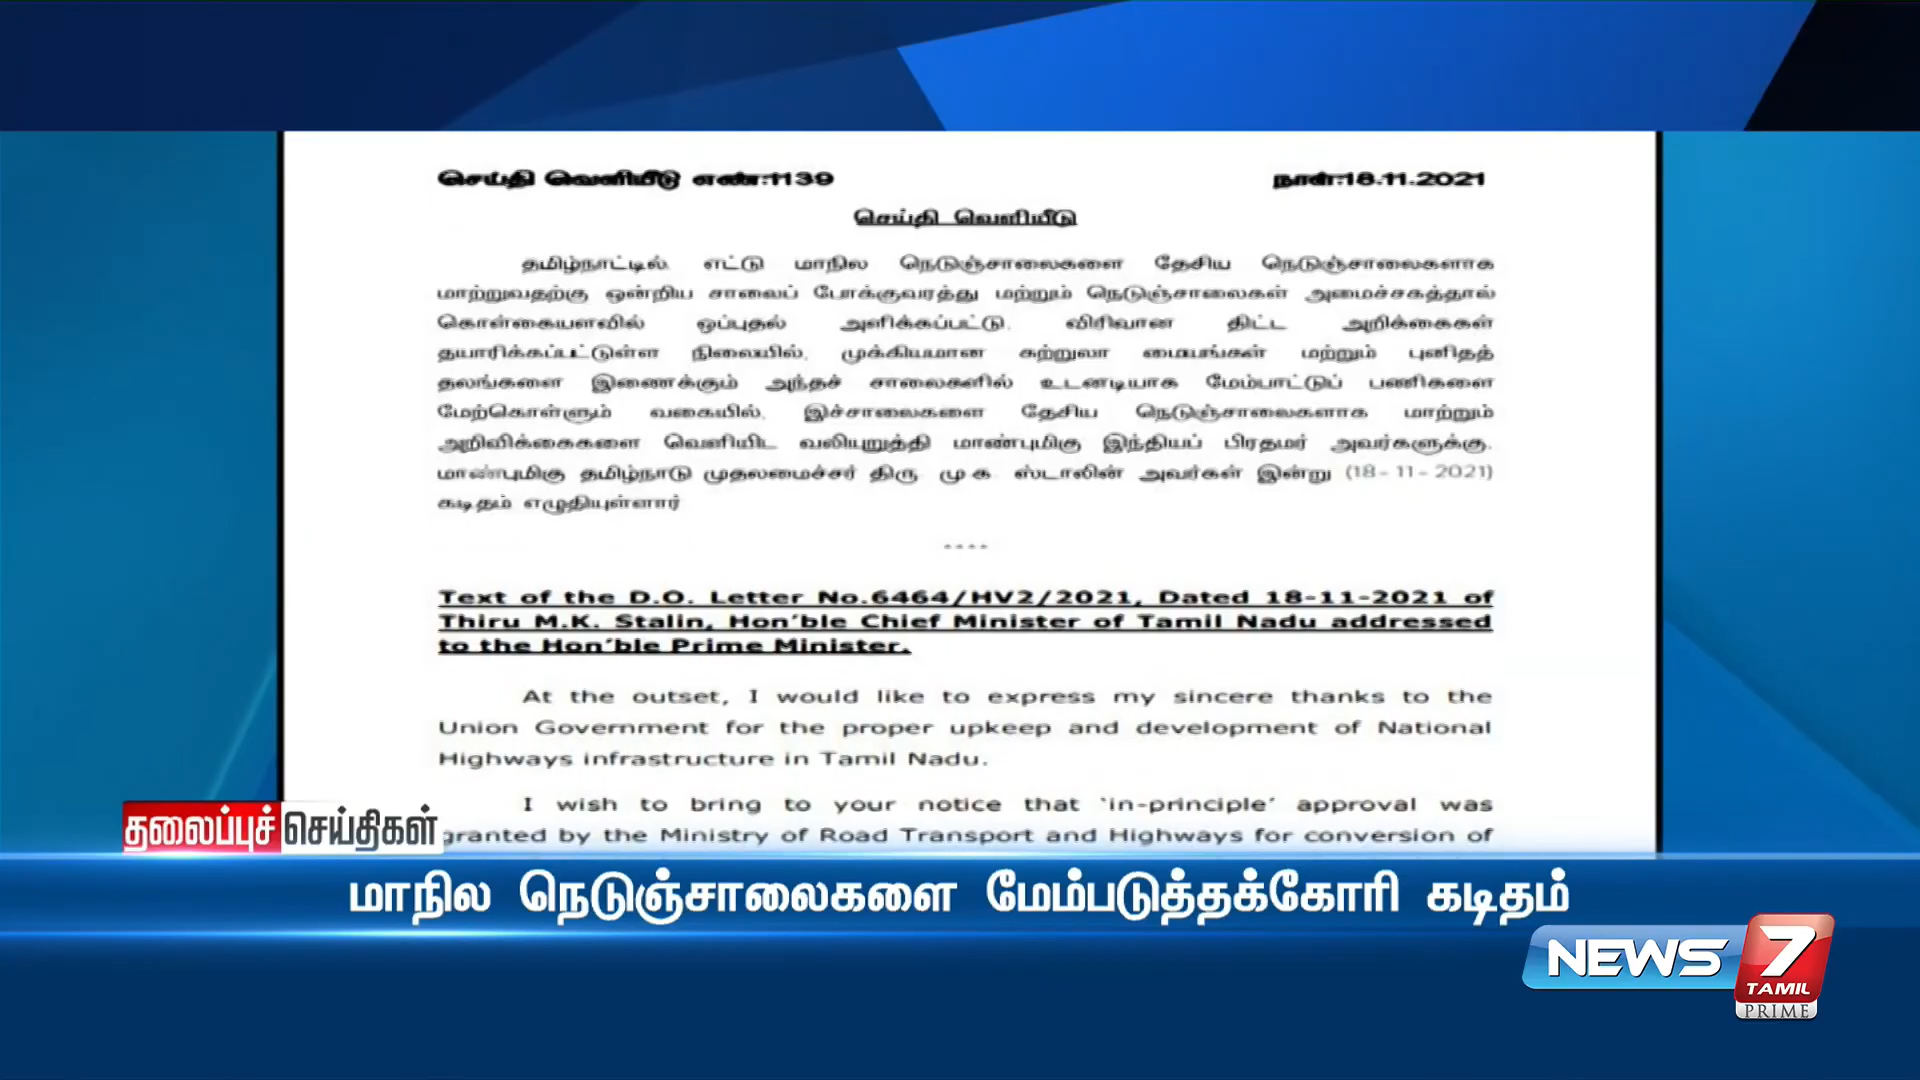 செய்தி வெளியீடு எண்:1139 நாள்:18.11.2021
செய்தி வெளியீடு
தமிழ்நாட்டில் எட்டு மாநில நெடுஞ்சாலைகளை தேசிய நெடுஞ்சாலைகளாக
மாற்றுவதற்கு ஒன்றிய சாலைப் போக்குவரத்து மற்றும் நெடுஞ்சாலைகள் அமைச்சகத்தால்
கொள்கையளவில் ஒப்புதல் அளிக்கப்பட்டு, விரிவான திட்ட அறிக்கைகள்
தயாரிக்கப்பட்டுள்ள நிலையில், முக்கியமான சுற்றுலா மையங்கள் மற்றும் புனிதத்
தலங்களை இணைக்கும் அந்தச் சாலைகளில் உடனடியாக மேம்பாட்டுப் பணிகளை
மேற்கொள்ளும் வகையில், இச்சாலைகளை தேசிய நெடுஞ்சாலைகளாக மாற்றும்
அறிவிக்கைகளை வெளியிட வலியுறுத்தி மாண்புமிகு இந்தியப் பிரதமர் அவர்களுக்கு,
மாண்புமிகு தமிழ்நாடு முதலமைச்சர் திரு மு க ஸ்டாலின் அவர்கள் இன்று (18-11-2021)
கடிதம் எழுதியுள்ளார்
****
Text of the D.O. Letter No.6464/HV2/2021, Dated 18-11-2021 of
Thiru M.K. Stalin, Hon'ble Chief Minister of Tamil Nadu addressed
to the Hon'ble Prime Minister.
At the outset, I would like to express my sincere thanks to the
Union Government for the proper upkeep and development of National
Highways infrastructure in Tamil Nadu.
I wish to bring to your notice that 'in-principle' approval was
granted by the Ministry of Road Transport and Highways for conversion of
தலைப்புச் செய்திகள்
மாநில நெடுஞ்சாலைகளை மேம்படுத்தக்கோரி கடிதம்
NEWS 7
TAMIL
PRIME